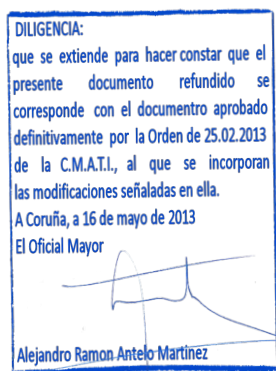 DILIGENCIA:
que se extiende para hacer constar que el
presente documento refundido se
corresponde con el documentro aprobado
definitivamente por la Orden de 25.02.2013
de la C.M.A.T.I., al que se incorporan
las modificaciones señaladas en ella.
A Coruña, a 16 de mayo de 2013
El Oficial Mayor
Alejandro Ramon Antelo Martinez